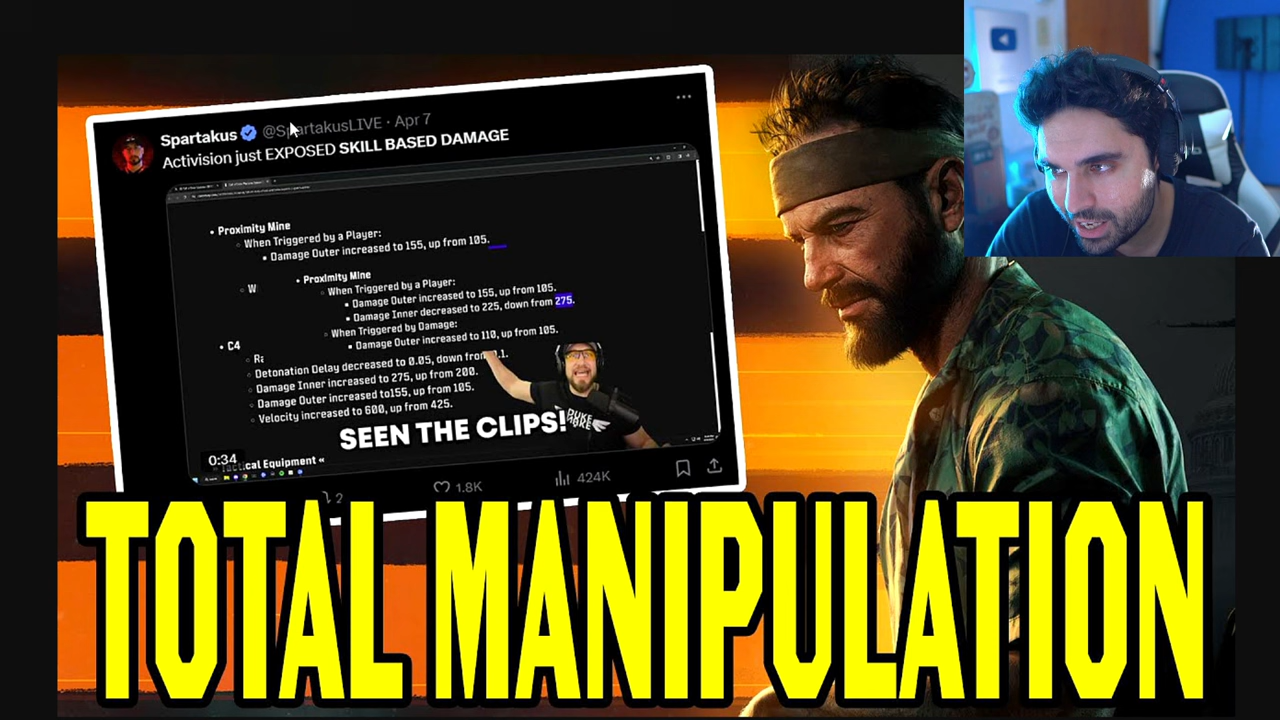 Spartakus @SpartakusLIVE · Apr 7
Activision just EXPOSED SKILL BASED DAMAGE
• Proximity Mine
When Triggered by a Player:
• Damage Outer increased to 155, up from 105.
W
• Proximity Mine
When Triggered by a Player:
• Damage Outer increased to 155, up from 105.
• Damage Inner decreased to 225, down from 275.
When Triggered by Damage:
• Damage Outer increased to 110, up from 105.
• C4
Detonation Delay decreased to 0.05, down from
Damage Inner increased to 275, up from 200.
Damage Outer increased to155, up from 105.
Velocity increased to 600, up from 425.
SEEN THE CLIPS!
0:34
Tactical Equipment «
2
1.8K
424K
TOTAL MANIPULATION